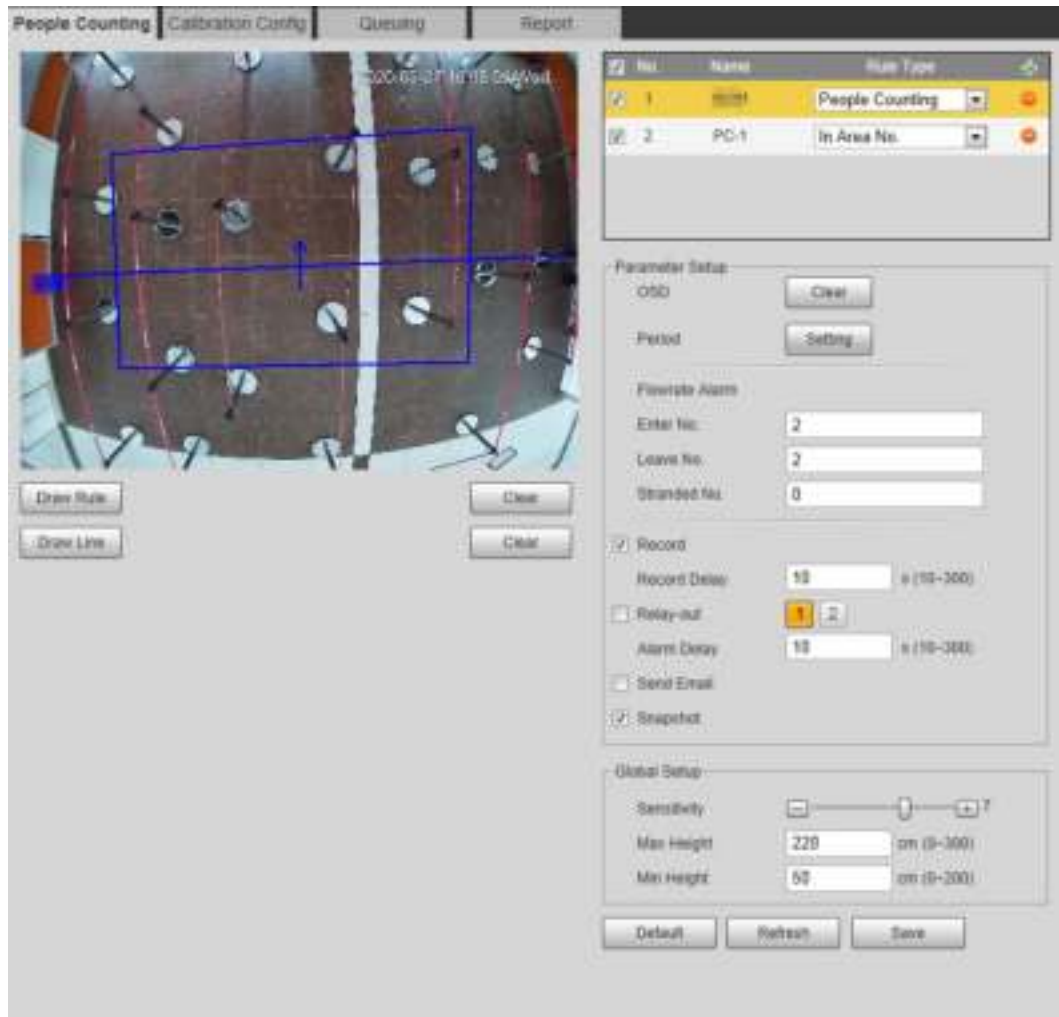 People Counting Calibration Config Queuing Report
No. Name Rule Type
1 People Counting
2 PC-1 In Area No.
Parameter Setup
OSD Clear
Period Setting
Flowrate Alarm
Enter No. 2
Leave No. 2
Stranded No. 0
Draw Rule Clear
Draw Line Clear
Record
Record Delay 10 s (10~300)
Relay-out 1 2
Alarm Delay 10 s (10~300)
Send Email
Snapshot
Global Setup
Sensitivity 7
Max Height cm (0~300)
Min Height 50 cm (0~200)
Default Refresh Save